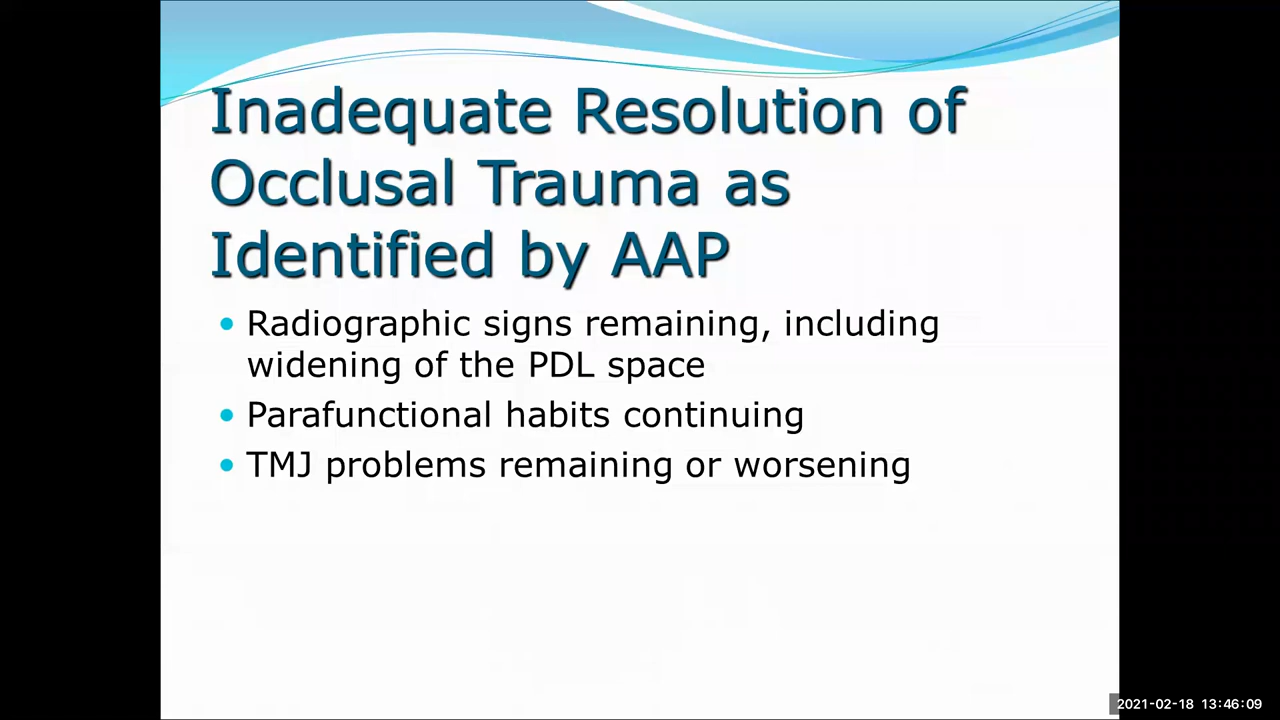 Inadequate Resolution of
Occlusal Trauma as
Identified by AAP
• Radiographic signs remaining, including
widening of the PDL space
• Parafunctional habits continuing
• TMJ problems remaining or worsening
2021-02-18 13:46:09